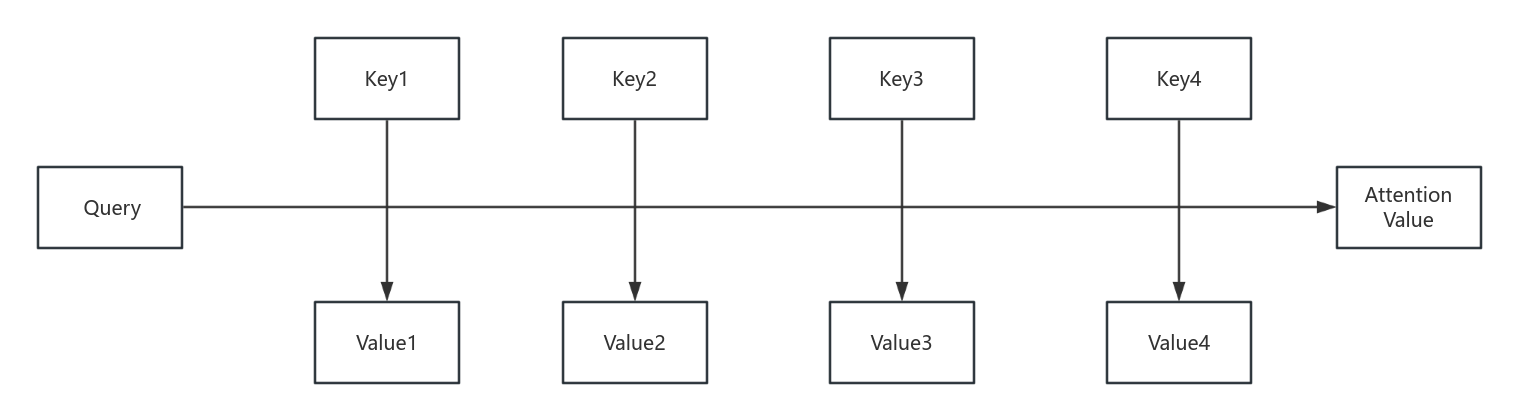 Key1
Key2
Key3
Key4
Query
Attention
Value
Value1
Value2
Value3
Value4